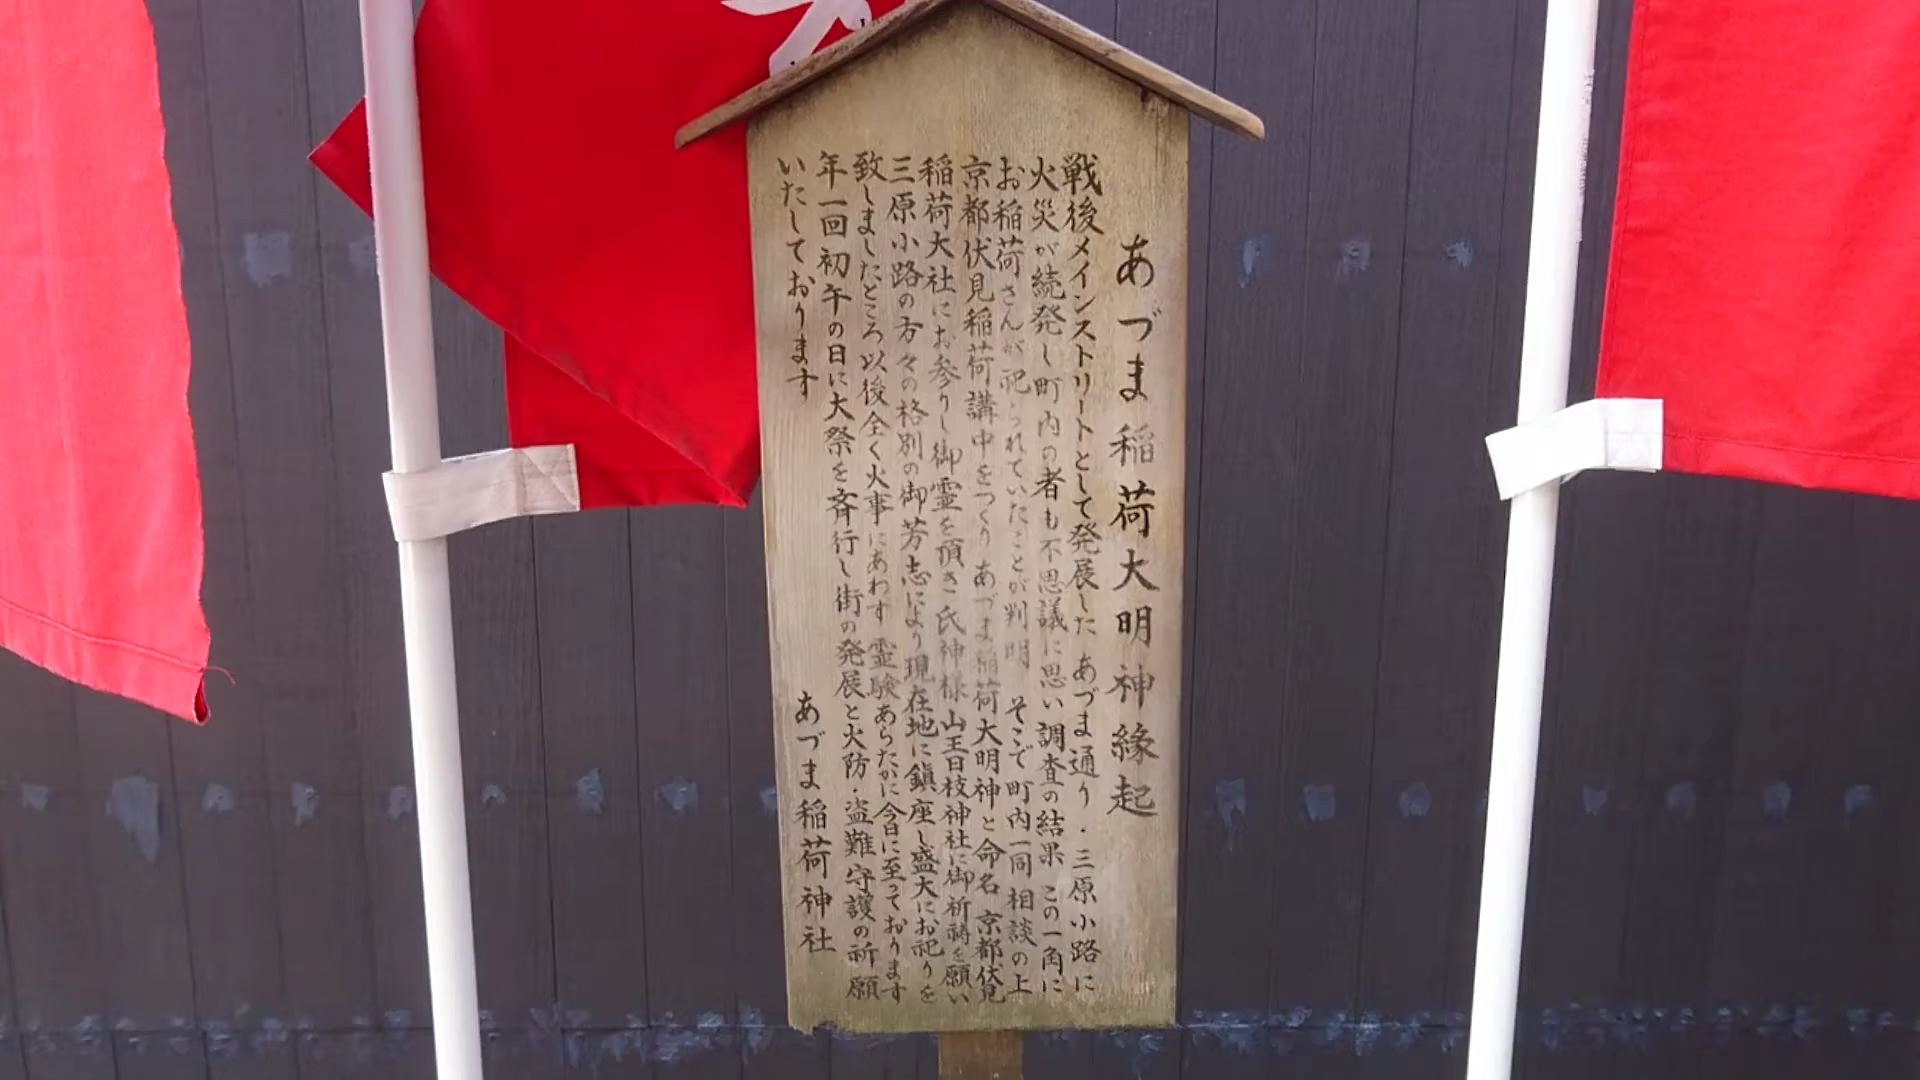 あづま稲荷大明神縁起
戦後メインストリートとして発展した あづま通り・三原小路に
火災が続発し町内の者も不思議に思い調査の結果 この一角に
お稲荷さんが祀られていたことが判明 そこで町内一同相談の上
京都伏見稲荷講中をつくり あづま稲荷大明神と命名 京都伏見
稲荷大社にお参りし御霊を頂き 氏神様山王日枝神社に御祈祷を願い
三原小路の方々の格別の御芳志により現在地に鎮座し盛大にお祀りを
致しましたところ以後全く火事にあわず 霊験あらたかに今日に至っております
年一回初午の日に大祭を斉行し街の発展と火防・盗難守護の祈願
いたしております
あづま稲荷神社